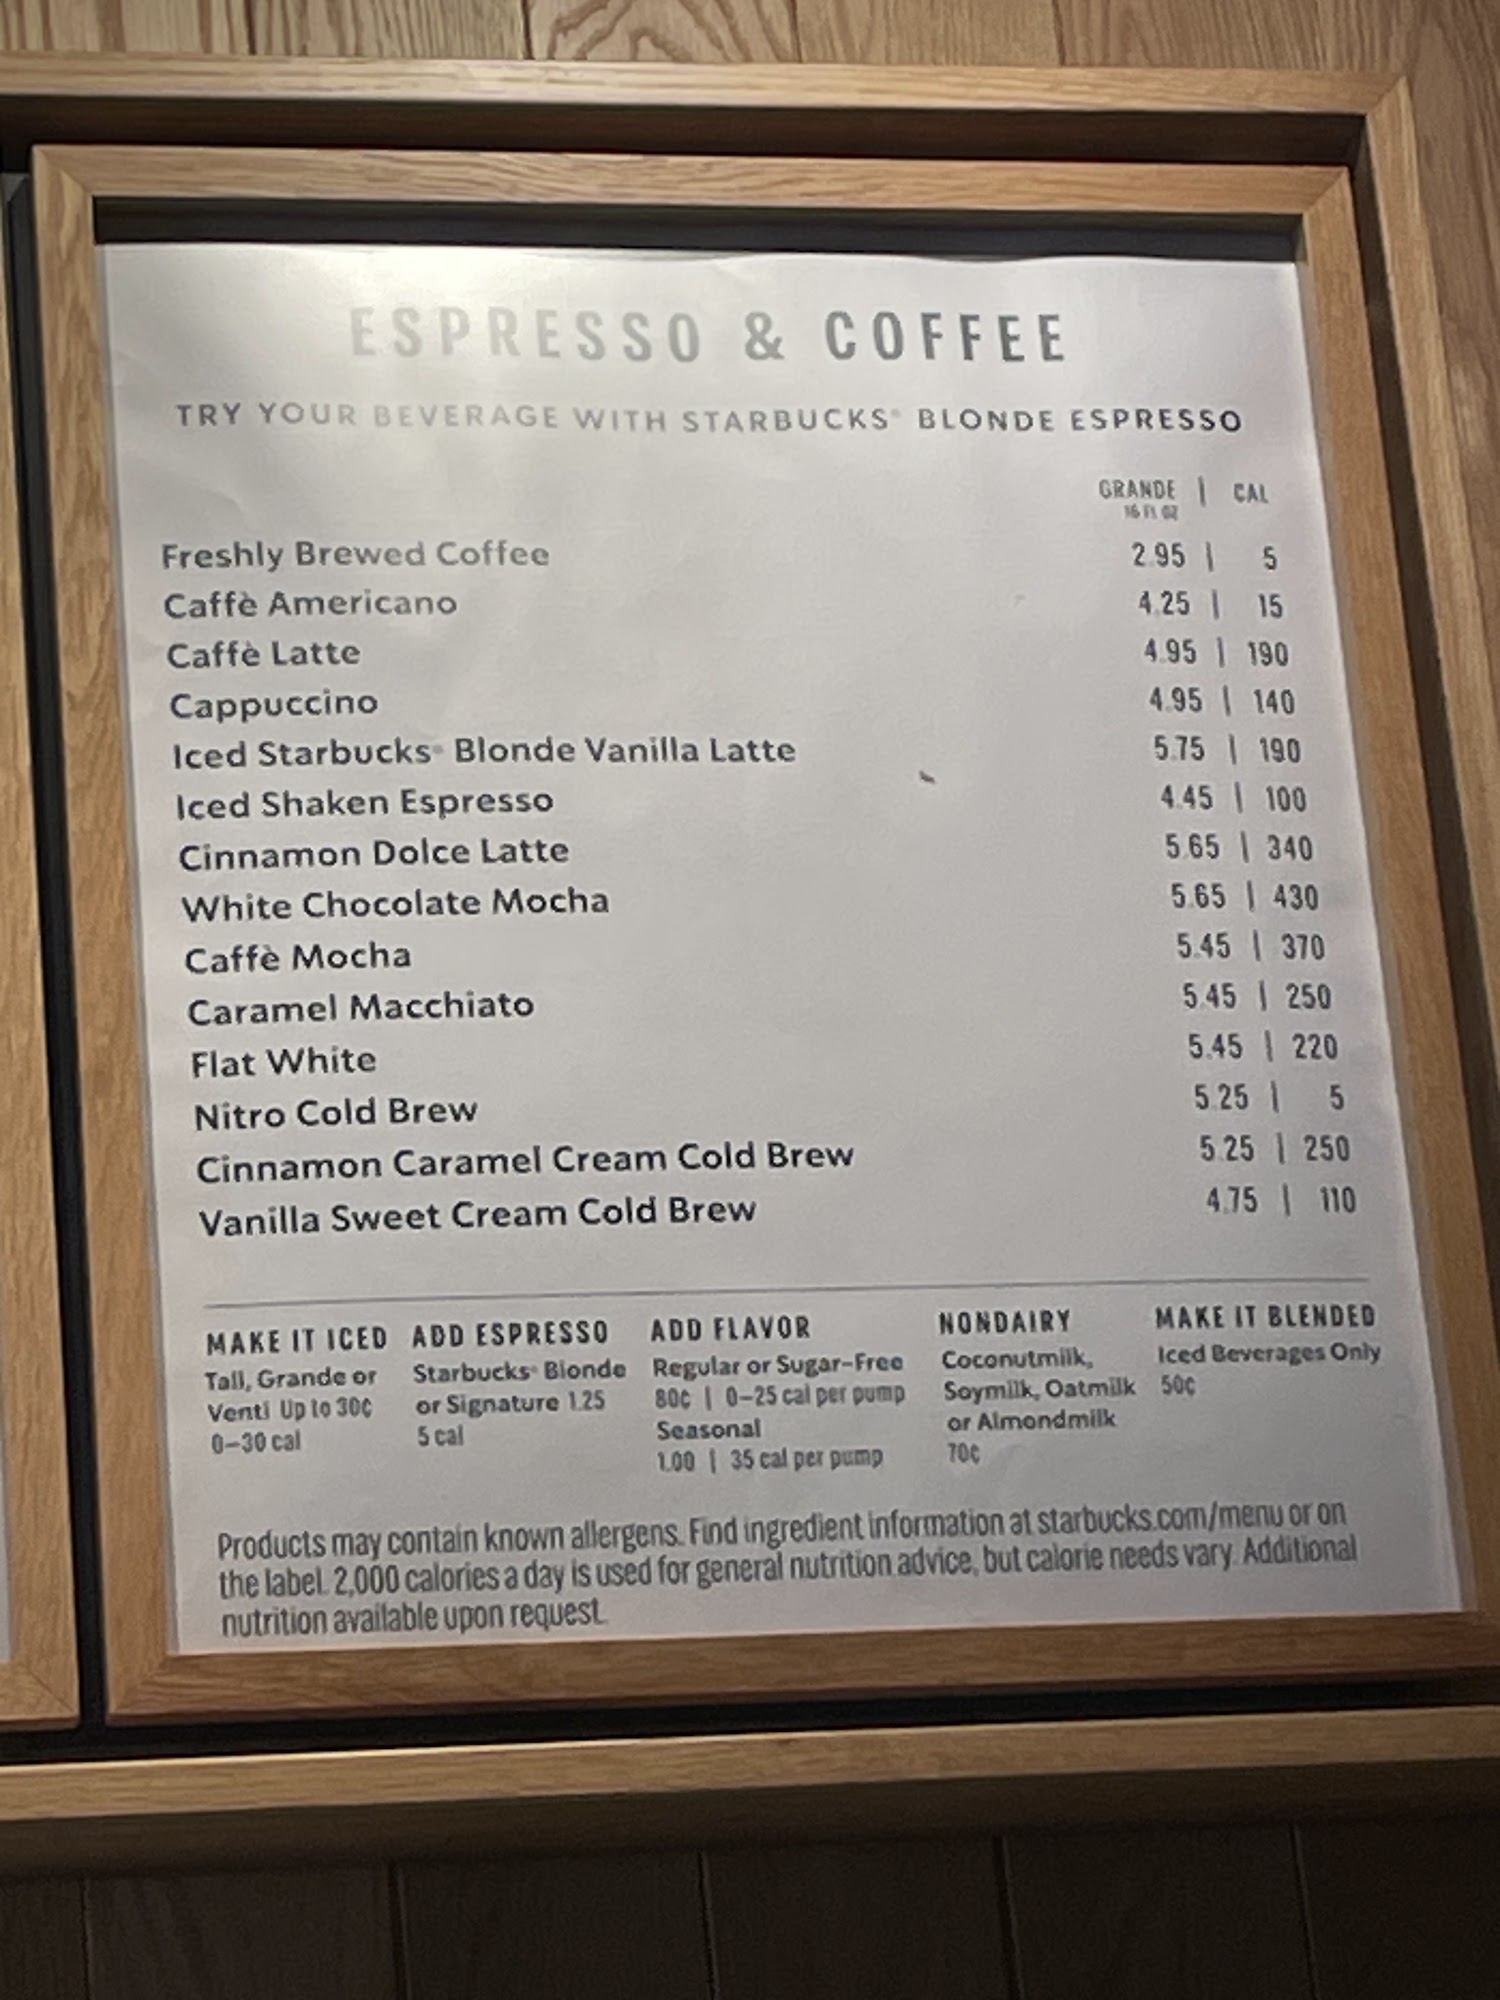 ESPRESSO & COFFEE
TRY YOUR BEVERAGE WITH STARBUCKS® BLONDE ESPRESSO
GRANDE | CAL
16 Fl OZ
Freshly Brewed Coffee 2.95 | 5
Caffè Americano 4.25 | 15
Caffè Latte 4.95 | 190
Cappuccino 4.95 | 140
Iced Starbucks® Blonde Vanilla Latte 5.75 | 190
Iced Shaken Espresso 4.45 | 100
Cinnamon Dolce Latte 5.65 | 340
White Chocolate Mocha 5.65 | 430
Caffè Mocha 5.45 | 370
Caramel Macchiato 5.45 | 250
Flat White 5.45 | 220
Nitro Cold Brew 5.25 | 5
Cinnamon Caramel Cream Cold Brew 5.25 | 250
Vanilla Sweet Cream Cold Brew 4.75 | 110
MAKE IT ICED
Tall, Grande or
Venti Up to 30¢
0–30 cal
ADD ESPRESSO
Starbucks® Blonde
or Signature 1.25
5 cal
ADD FLAVOR
Regular or Sugar-Free
80¢ | 0–25 cal per pump
Seasonal
1.00 | 35 cal per pump
NONDAIRY
Coconutmilk,
Soymilk, Oatmilk
or Almondmilk
70¢
MAKE IT BLENDED
Iced Beverages Only
50¢
Products may contain known allergens. Find ingredient information at starbucks.com/menu or on
the label. 2,000 calories a day is used for general nutrition advice, but calorie needs vary. Additional
nutrition available upon request.